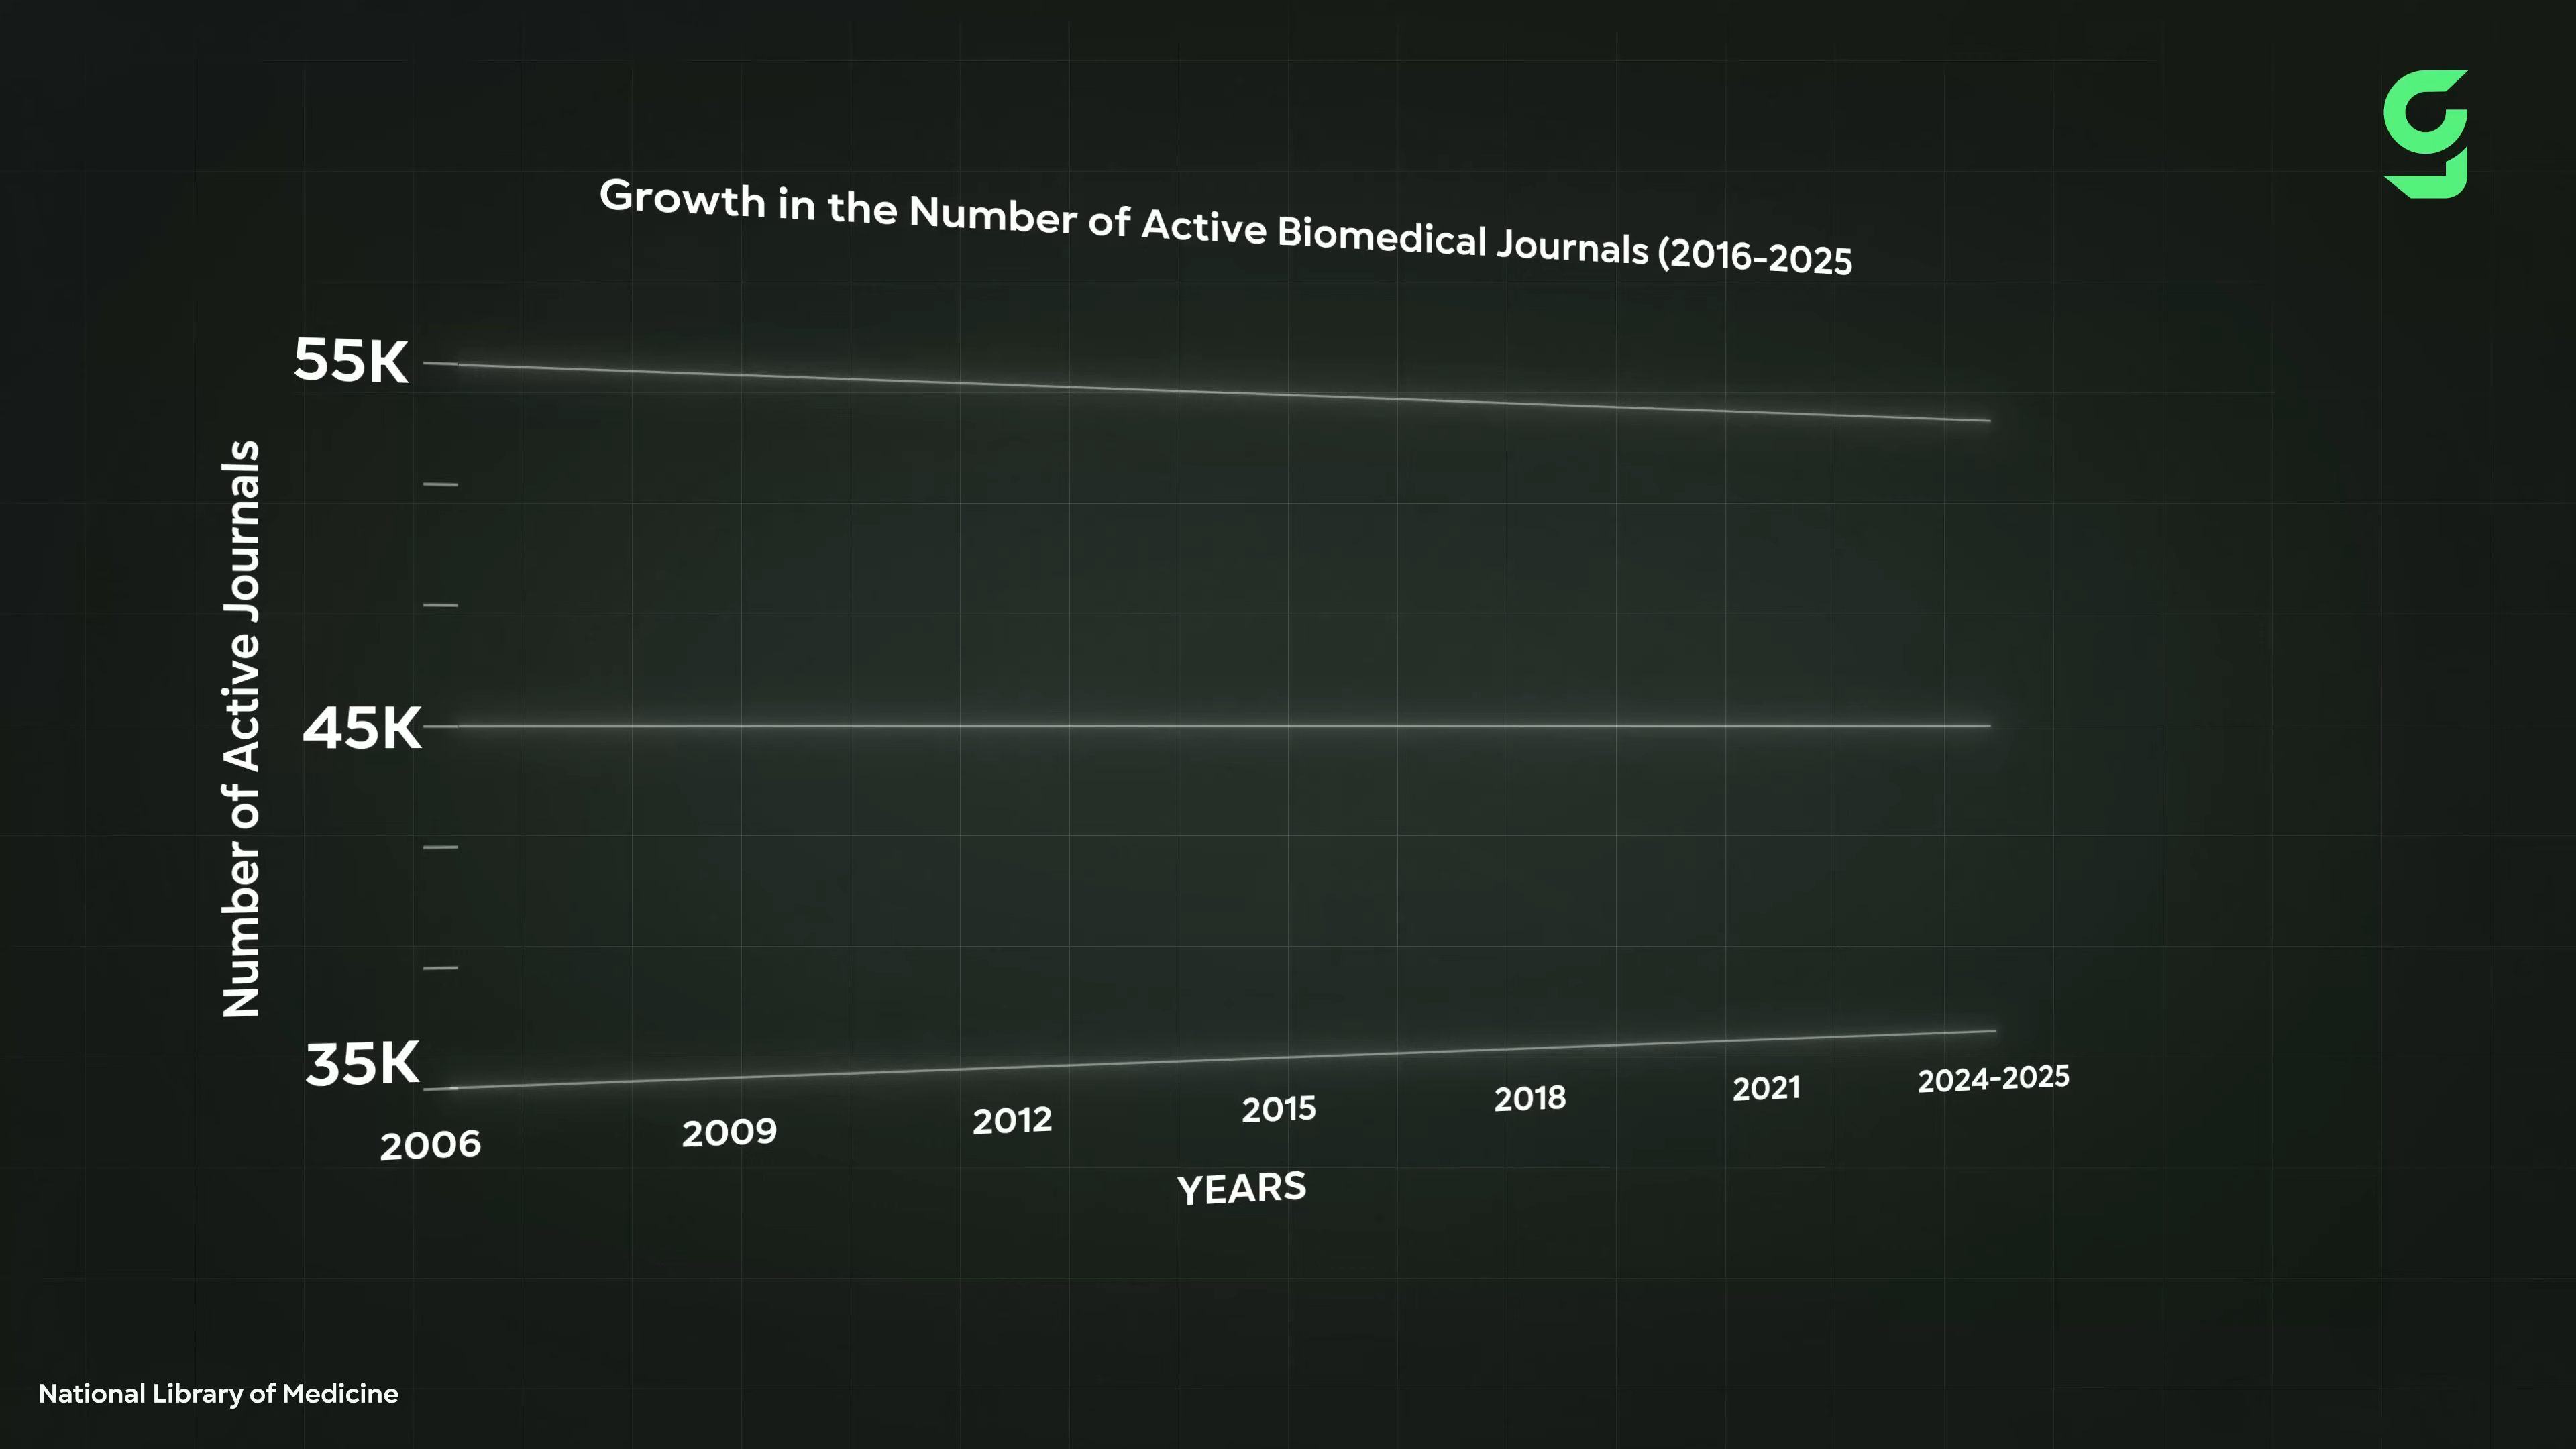 Growth in the Number of Active Biomedical Journals (2016-2025
55K
45K
35K
Number of Active Journals
2006
2009
2012
2015
2018
2021
2024-2025
YEARS
National Library of Medicine